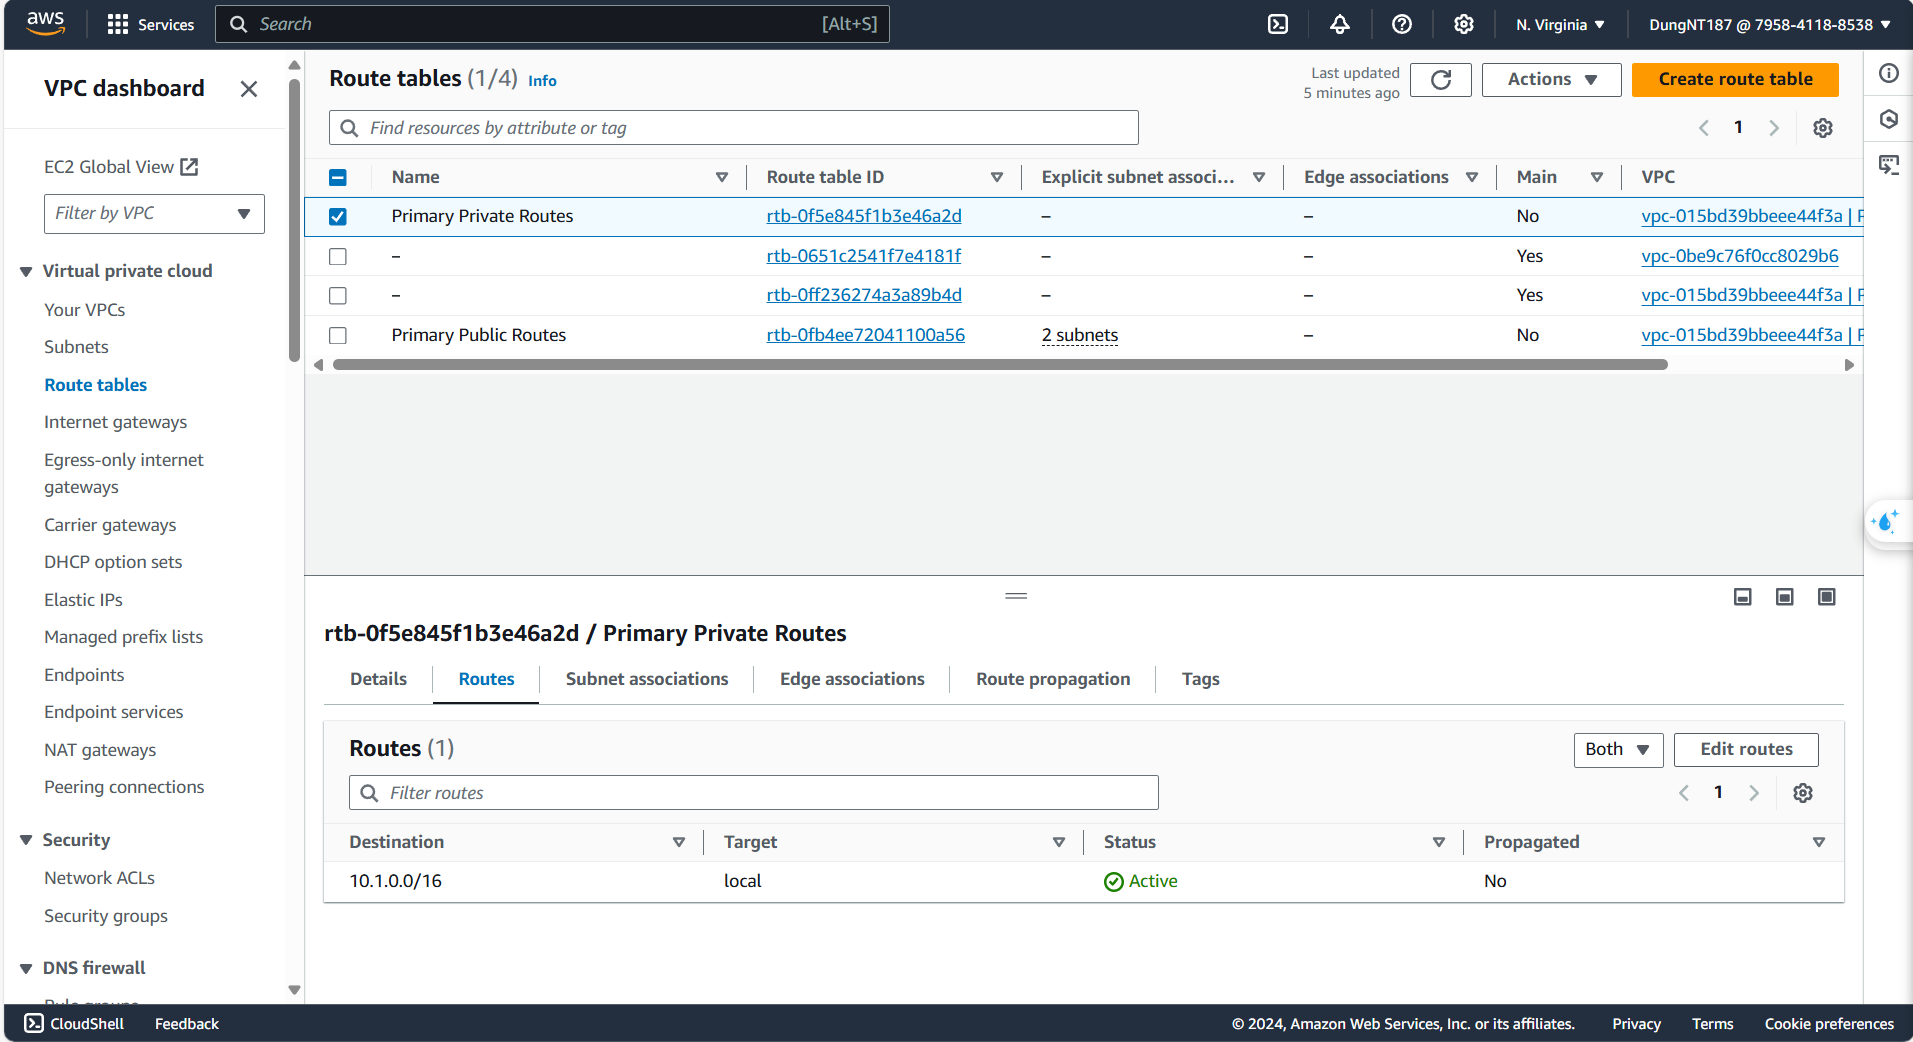 aws
Services
Search [Alt+S]
N. Virginia
DungNT187 @ 7958-4118-8538
VPC dashboard
EC2 Global View
Filter by VPC
Virtual private cloud
Your VPCs
Subnets
Route tables
Internet gateways
Egress-only internet
gateways
Carrier gateways
DHCP option sets
Elastic IPs
Managed prefix lists
Endpoints
Endpoint services
NAT gateways
Peering connections
Security
Network ACLs
Security groups
DNS firewall
Route tables (1/4) Info
Last updated
5 minutes ago
Actions
Create route table
Find resources by attribute or tag
1
Name Route table ID Explicit subnet associ... Edge associations Main VPC
Primary Private Routes rtb-0f5e845f1b3e46a2d – – No vpc-015bd39bbeee44f3a |
– rtb-0651c2541f7e4181f – – Yes vpc-0be9c76f0cc8029b6
– rtb-0ff236274a3a89b4d – – Yes vpc-015bd39bbeee44f3a |
Primary Public Routes rtb-0fb4ee72041100a56 2 subnets – No vpc-015bd39bbeee44f3a |
rtb-0f5e845f1b3e46a2d / Primary Private Routes
Details Routes Subnet associations Edge associations Route propagation Tags
Routes (1)
Both
Edit routes
Filter routes
1
Destination Target Status Propagated
10.1.0.0/16 local Active No
CloudShell Feedback © 2024, Amazon Web Services, Inc. or its affiliates. Privacy Terms Cookie preferences